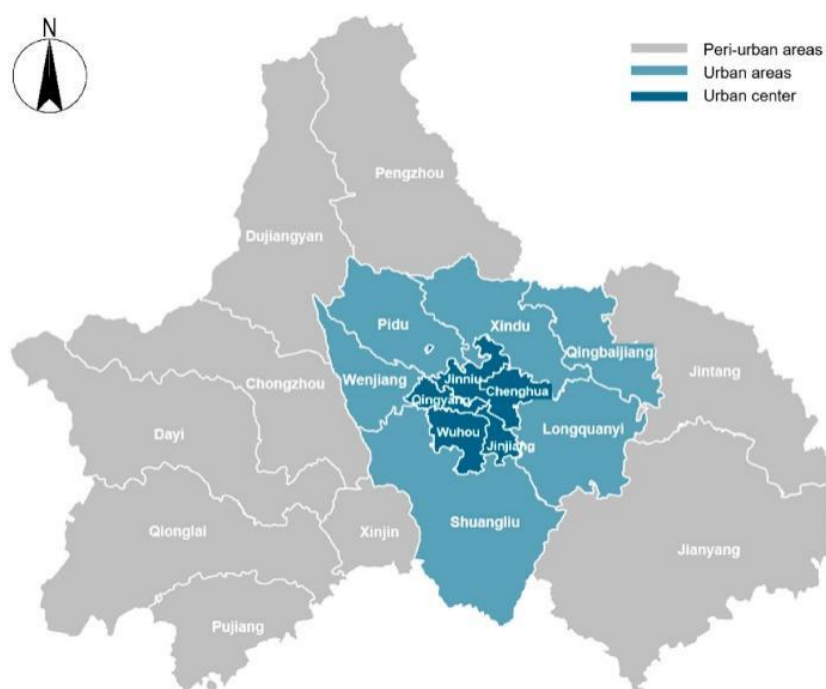 N
Peri-urban areas
Urban areas
Urban center
Pengzhou
Dujiangyan
Pidu
Xindu
Qingbaijiang
Jintang
Wenjiang
Jinniu
Chongzhou
Chenghua
Qingyang
Dayi
Wuhou
Longquanyi
Jinjiang
Shuangliu
Qionglai
Xinjin
Jianyang
Pujiang